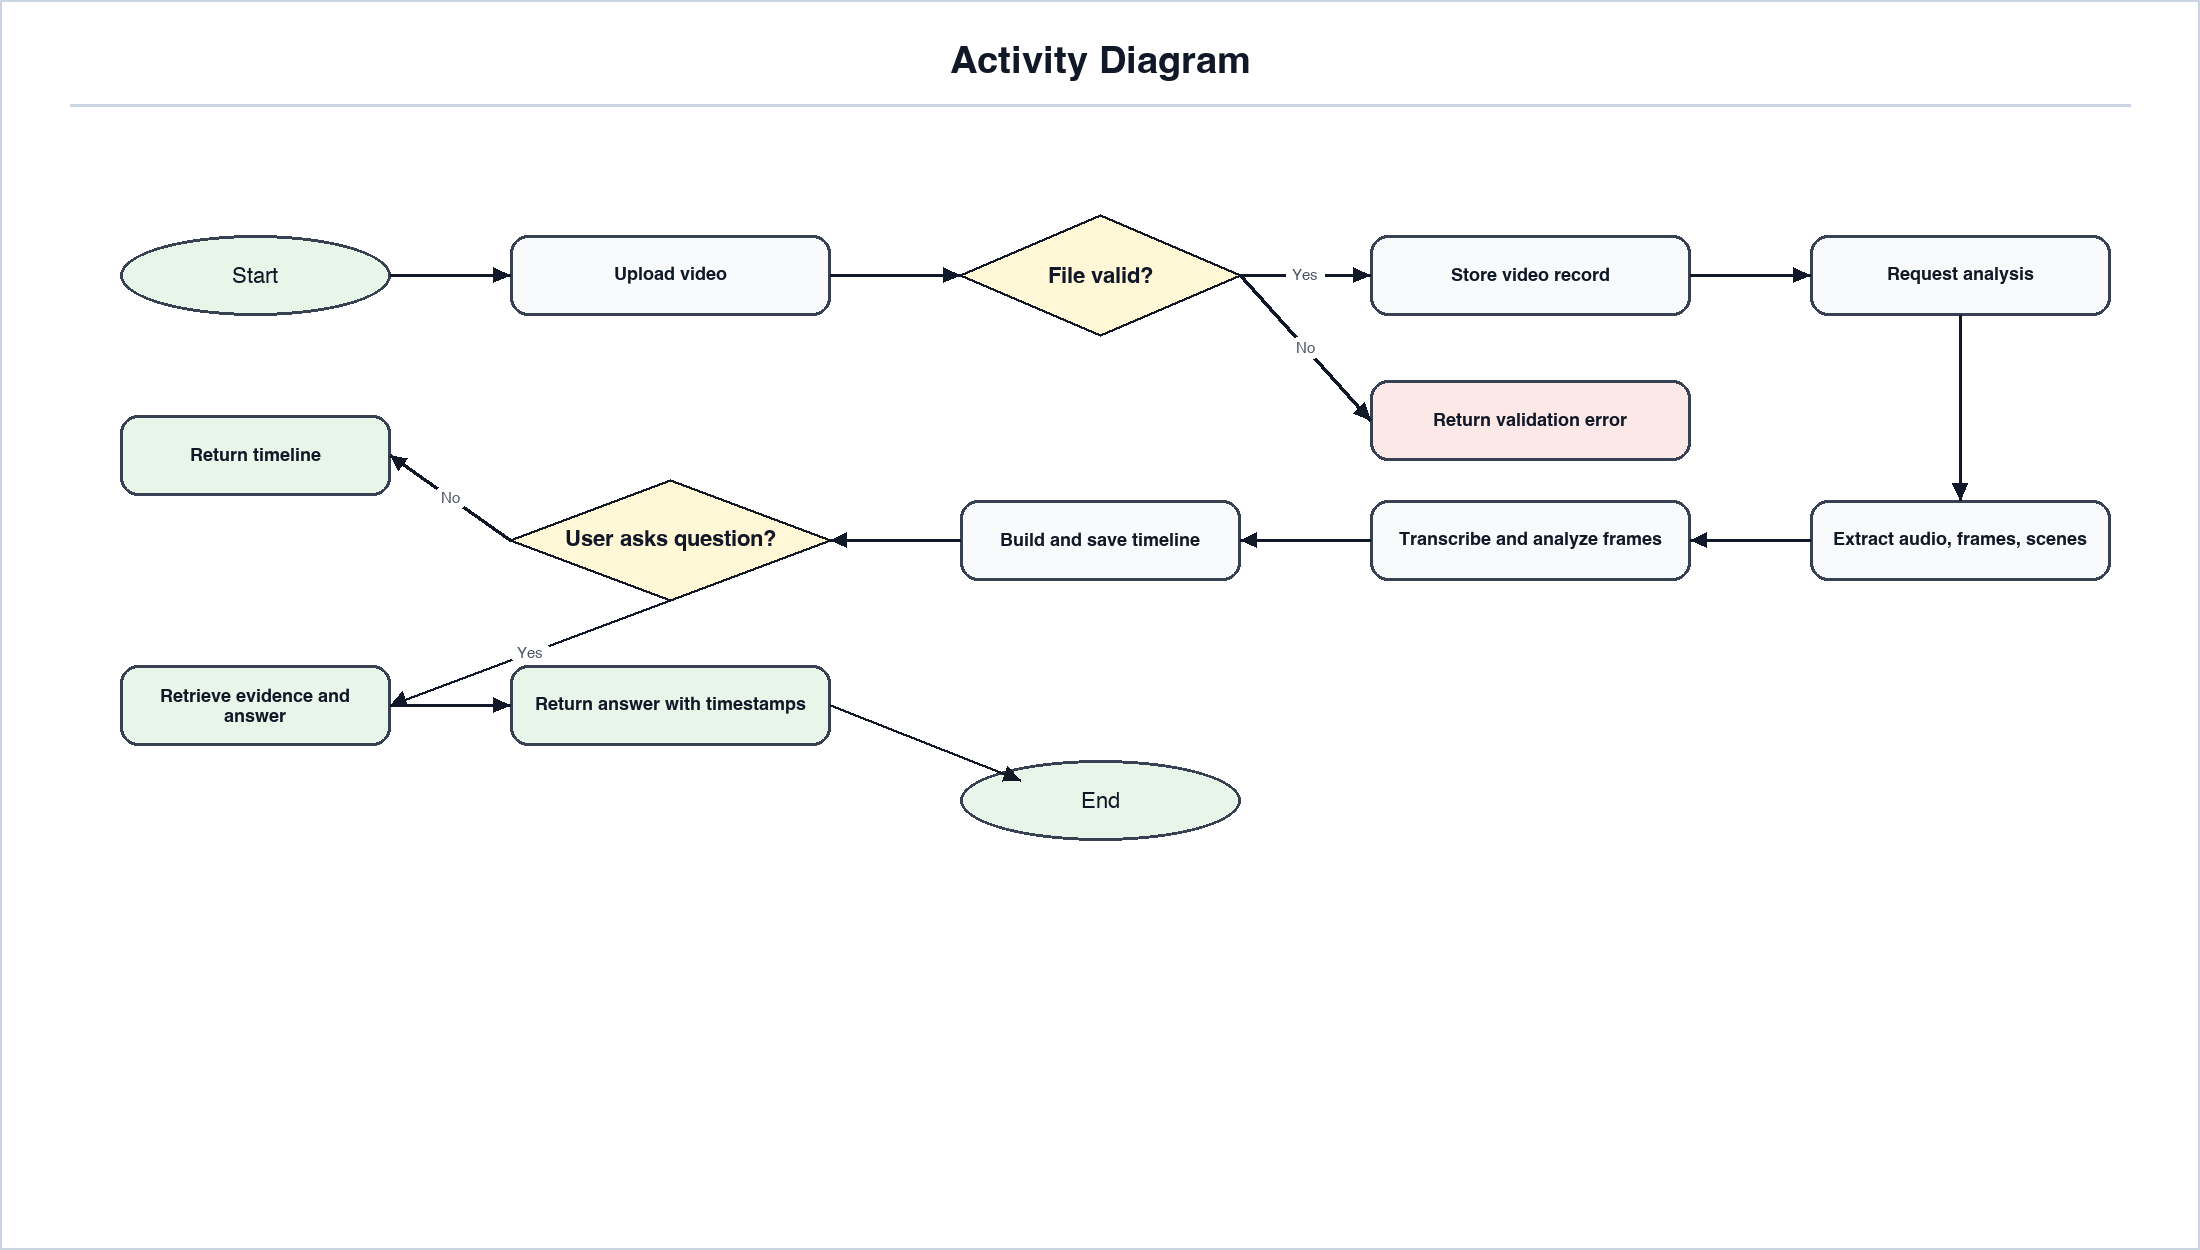 Activity Diagram
Start
Upload video
File valid?
Yes
Store video record
Request analysis
No
Return validation error
Return timeline
No
User asks question?
Build and save timeline
Transcribe and analyze frames
Extract audio, frames, scenes
Yes
Retrieve evidence and
answer
Return answer with timestamps
End